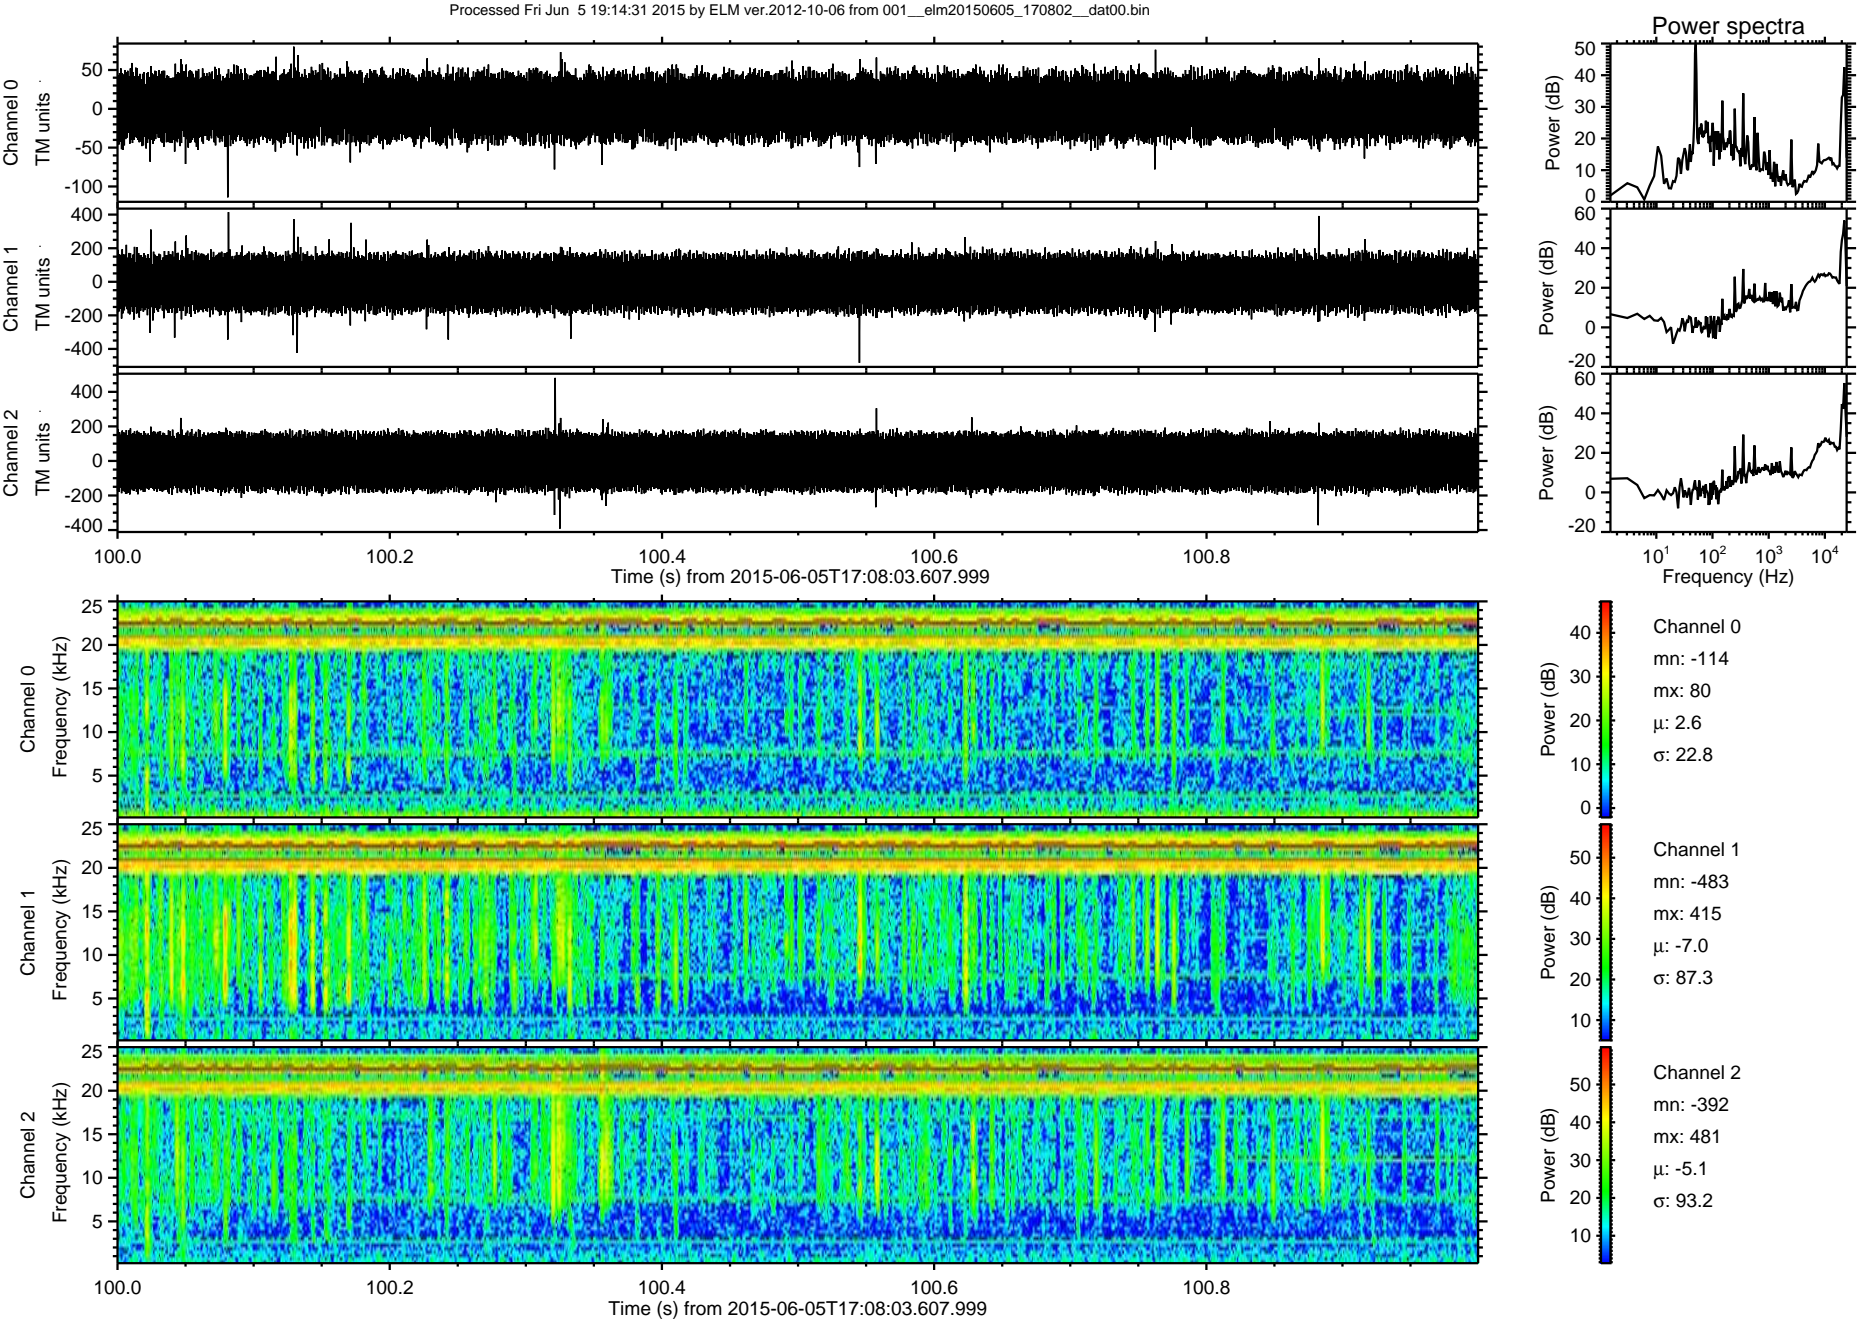 Processed Fri Jun  5 19:14:31 2015 by ELM ver.2012-10-06 from 001__elm20150605_170802__dat00.bin
Power spectra
Channel 0
TM units
50
0
-50
-100
Power (dB)
50
40
30
20
10
0
Channel 1
TM units
400
200
0
-200
-400
Power (dB)
60
40
20
0
-20
Channel 2
TM units
400
200
0
-200
-400
Power (dB)
60
40
20
0
-20
100.0 100.2 100.4 100.6 100.8
Time (s) from 2015-06-05T17:08:03.607.999
10¹ 10² 10³ 10⁴
Frequency (Hz)
Channel 0
Frequency (kHz)
25
20
15
10
5
Power (dB)
40
30
20
10
0
Channel 0
mn: -114
mx: 80
μ: 2.6
σ: 22.8
Channel 1
Frequency (kHz)
25
20
15
10
5
Power (dB)
50
40
30
20
10
Channel 1
mn: -483
mx: 415
μ: -7.0
σ: 87.3
Channel 2
Frequency (kHz)
25
20
15
10
5
Power (dB)
50
40
30
20
10
Channel 2
mn: -392
mx: 481
μ: -5.1
σ: 93.2
100.0 100.2 100.4 100.6 100.8
Time (s) from 2015-06-05T17:08:03.607.999